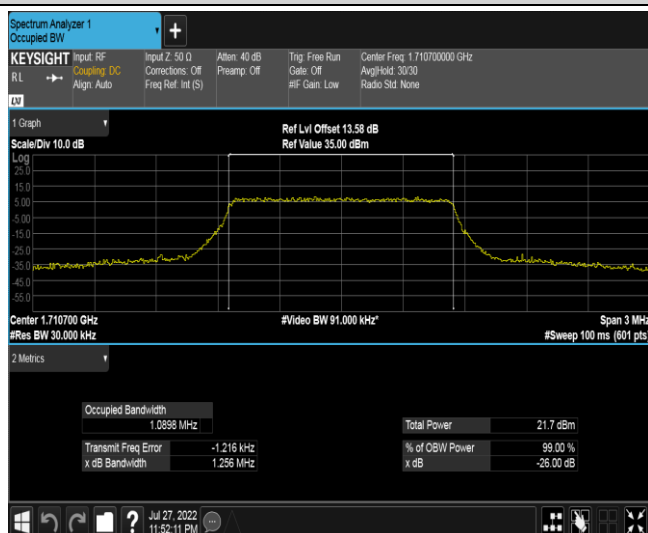 Spectrum Analyzer 1
Occupied BW
+
KEYSIGHT
RL
LXI
Input: RF
Coupling: DC
Align: Auto
Input Z: 50 Ω
Corrections: Off
Freq Ref: Int (S)
Atten: 40 dB
Preamp: Off
Trig: Free Run
Gate: Off
#IF Gain: Low
Center Freq: 1.710700000 GHz
Avg|Hold: 30/30
Radio Std: None
1 Graph
Scale/Div 10.0 dB
Ref Lvl Offset 13.58 dB
Ref Value 35.00 dBm
Log
25.0
15.0
5.00
-5.00
-15.0
-25.0
-35.0
-45.0
-55.0
Center 1.710700 GHz
#Video BW 91.000 kHz*
Span 3 MHz
#Res BW 30.000 kHz
#Sweep 100 ms (601 pts)
2 Metrics
Occupied Bandwidth
1.0898 MHz
Total Power 21.7 dBm
Transmit Freq Error -1.216 kHz
% of OBW Power 99.00 %
x dB Bandwidth 1.256 MHz
x dB -26.00 dB
?
Jul 27, 2022
11:52:11 PM